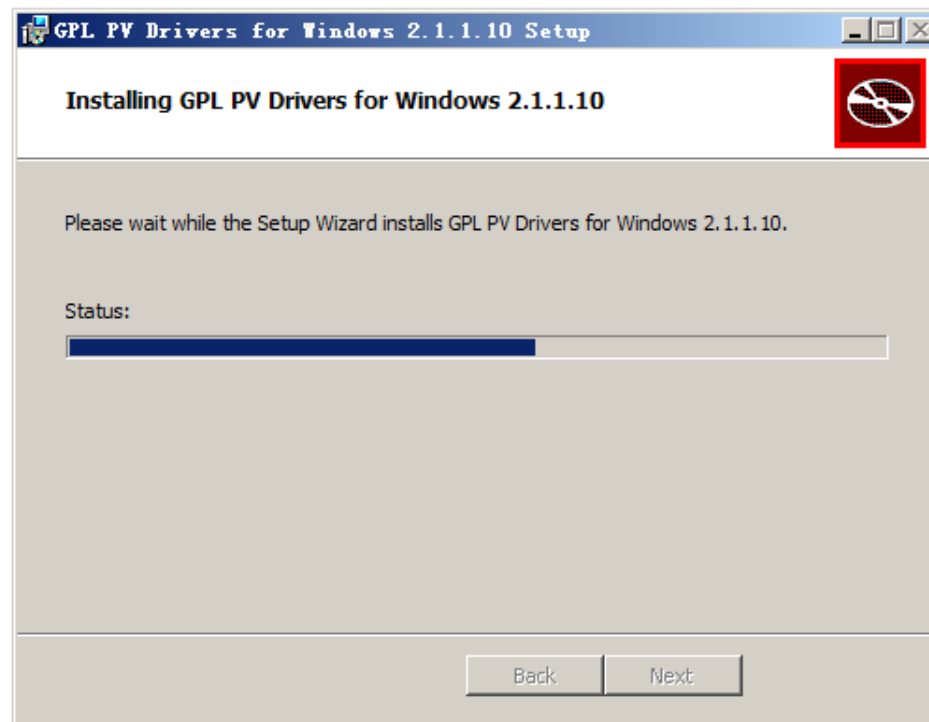 GPL PV Drivers for Windows 2.1.1.10 Setup
Installing GPL PV Drivers for Windows 2.1.1.10
Please wait while the Setup Wizard installs GPL PV Drivers for Windows 2.1.1.10.
Status:
Back Next